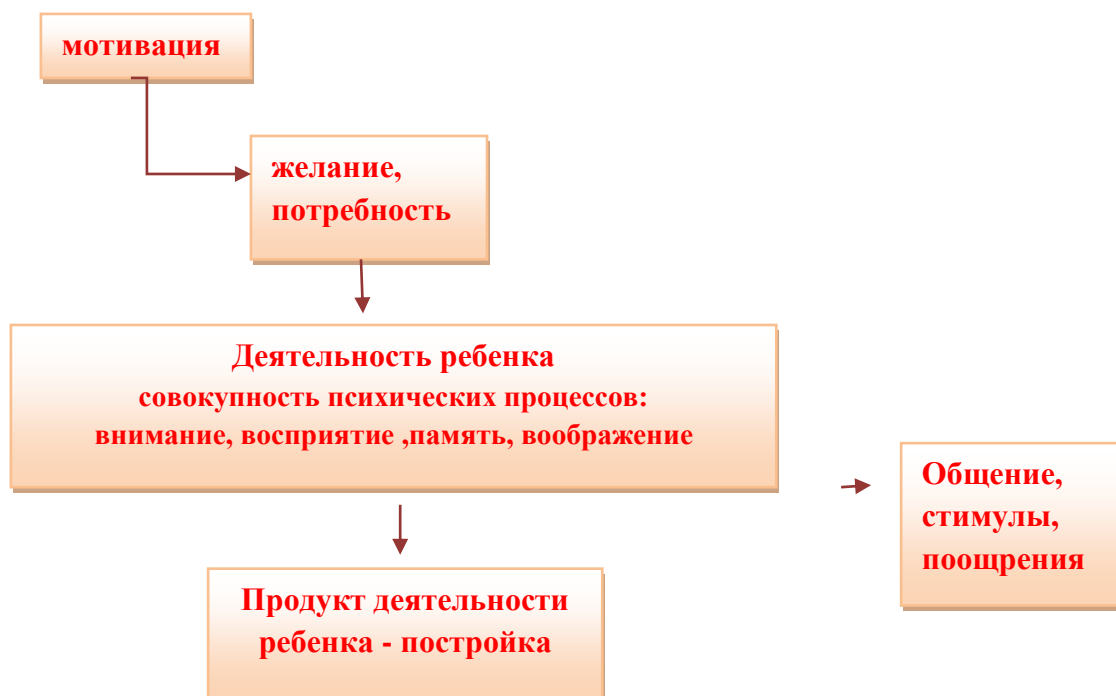 мотивация
желание,
потребность
Деятельность ребенка
совокупность психических процессов:
внимание, восприятие ,память, воображение
Общение,
стимулы,
поощрения
Продукт деятельности
ребенка - постройка